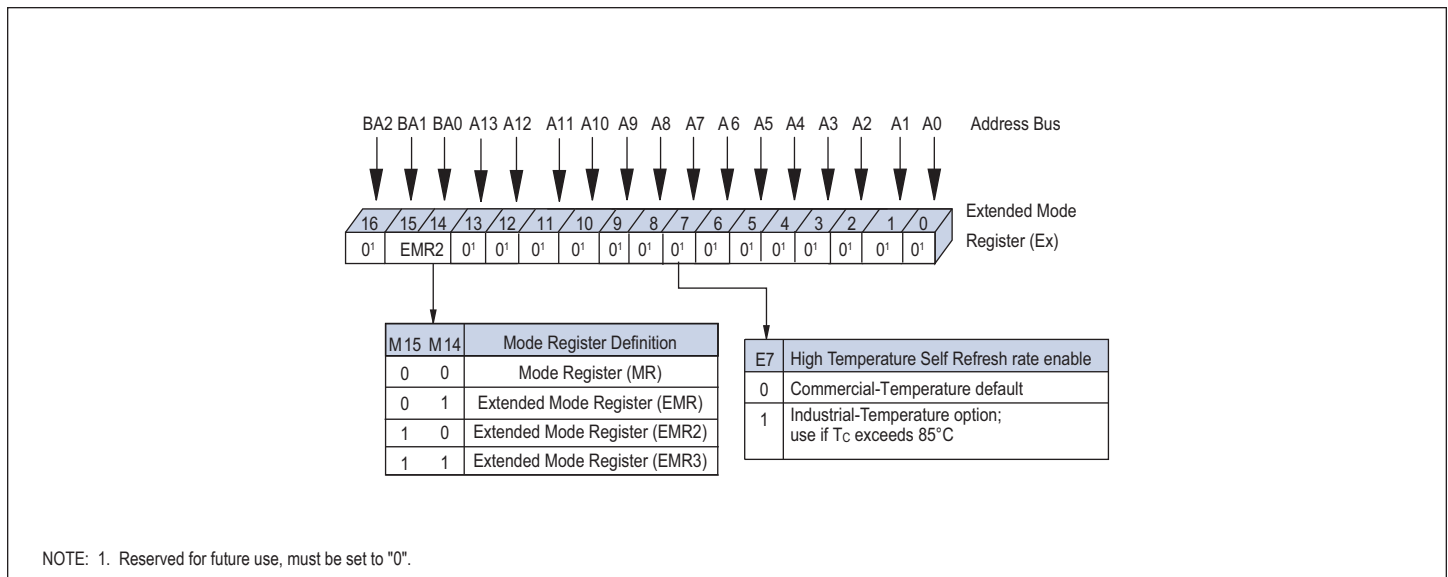 BA2 BA1 BA0 A13 A12 A11 A10 A9 A8 A7 A6 A5 A4 A3 A2 A1 A0 Address Bus
16 15 14 13 12 11 10 9 8 7 6 5 4 3 2 1 0 Extended Mode
Register (Ex)
0¹ EMR2 0¹ 0¹ 0¹ 0¹ 0¹ 0¹ 0¹ 0¹ 0¹ 0¹ 0¹ 0¹ 0¹ 0¹
M15 M14 Mode Register Definition
0 0 Mode Register (MR)
0 1 Extended Mode Register (EMR)
1 0 Extended Mode Register (EMR2)
1 1 Extended Mode Register (EMR3)
E7 High Temperature Self Refresh rate enable
0 Commercial-Temperature default
1 Industrial-Temperature option;
use if Tc exceeds 85°C
NOTE: 1. Reserved for future use, must be set to "0".